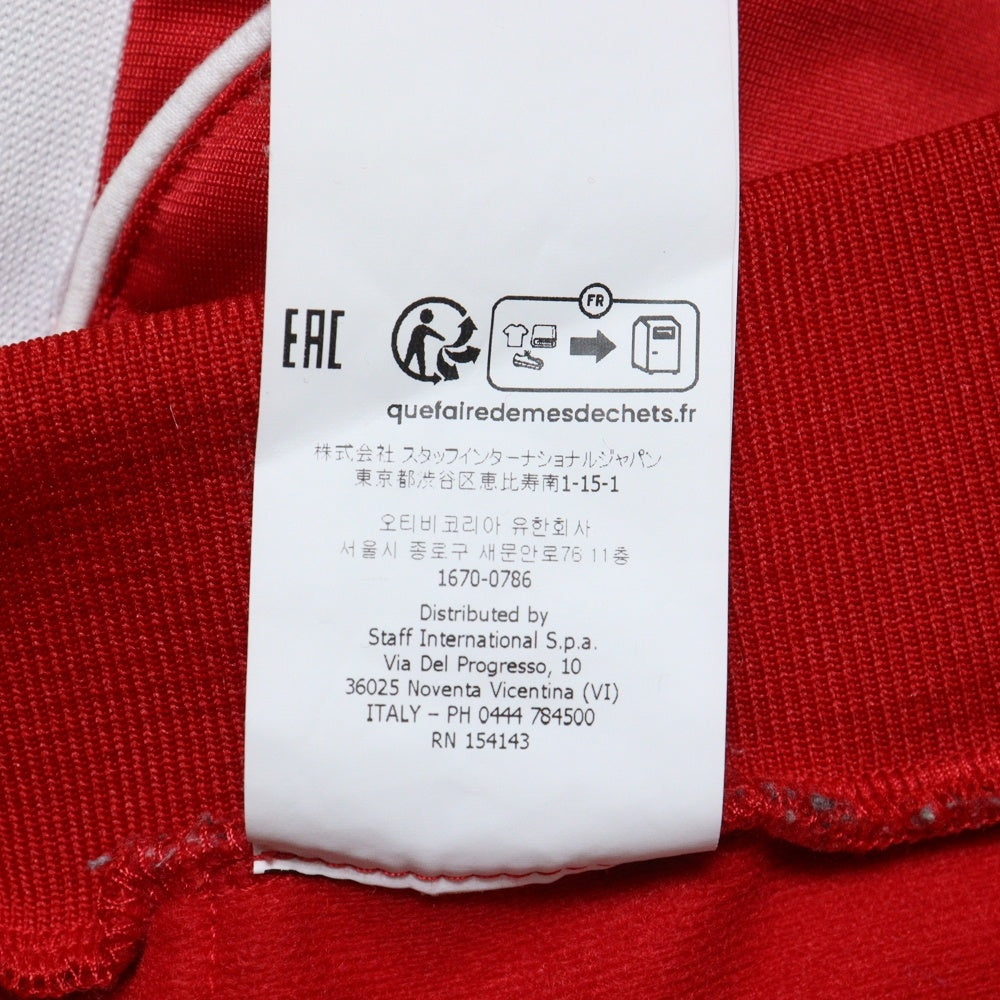 EAC
FR
quefairedemesdechets.fr
株式会社 スタッフインターナショナルジャパン
東京都渋谷区恵比寿南1-15-1
오티비코리아 유한회사
서울시 종로구 새문안로76 11층
1670-0786
Distributed by
Staff International S.p.a.
Via Del Progresso, 10
36025 Noventa Vicentina (VI)
ITALY – PH 0444 784500
RN 154143